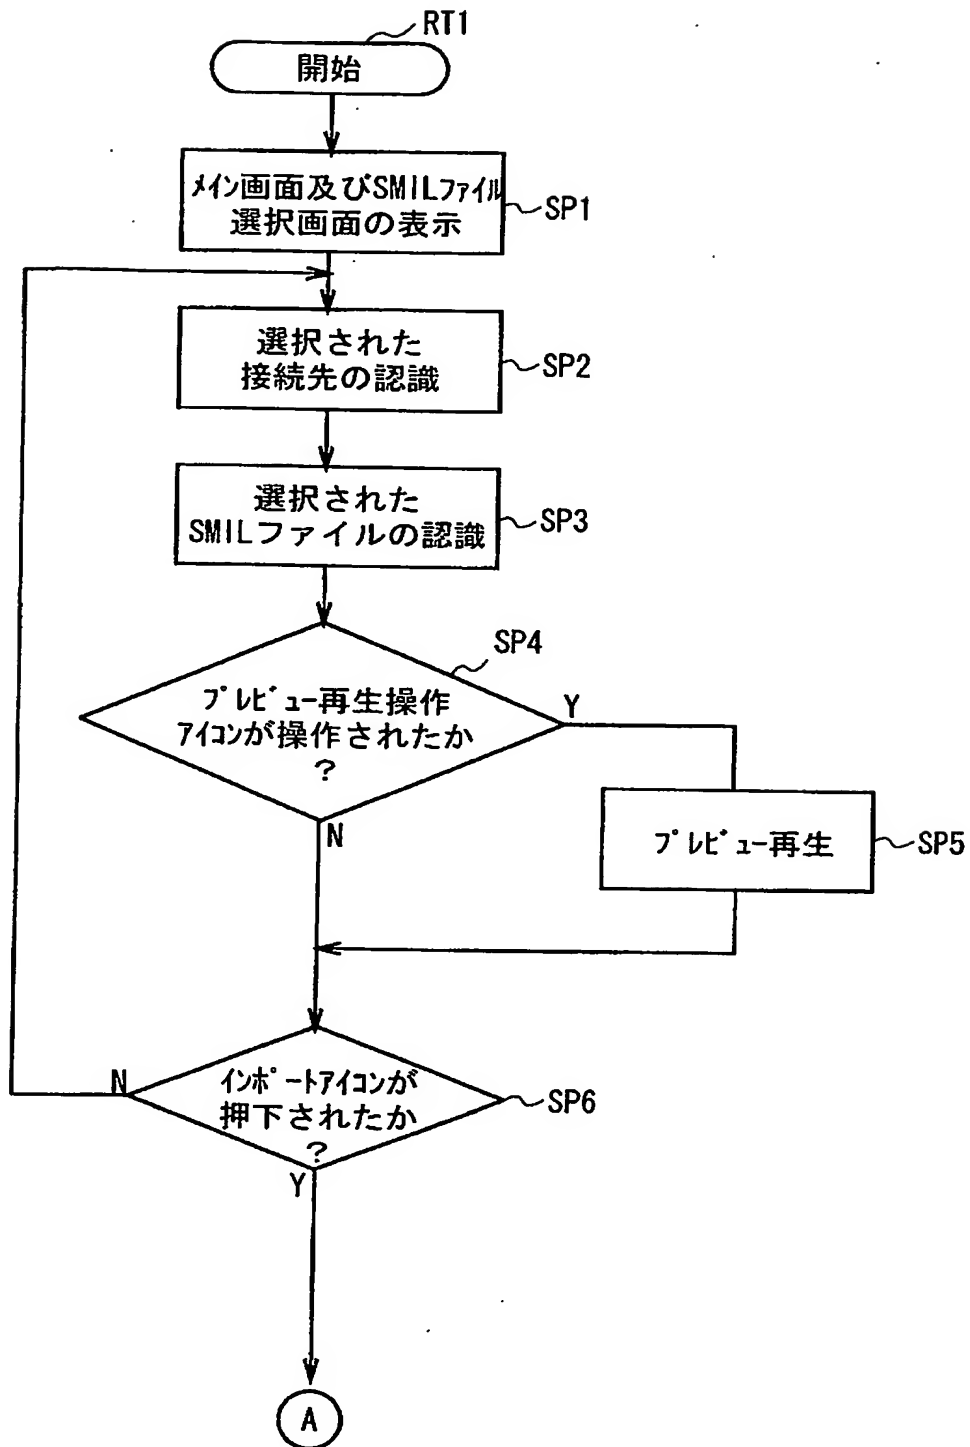 RT1
開始
メイン画面及びSMILファイル
選択画面の表示
SP1
選択された
接続先の認識
SP2
選択された
SMILファイルの認識
SP3
SP4
プレビュー再生操作
アイコンが操作されたか
?
Y
N
プレビュー再生
SP5
インポートアイコンが
押下されたか
?
N
SP6
Y
A